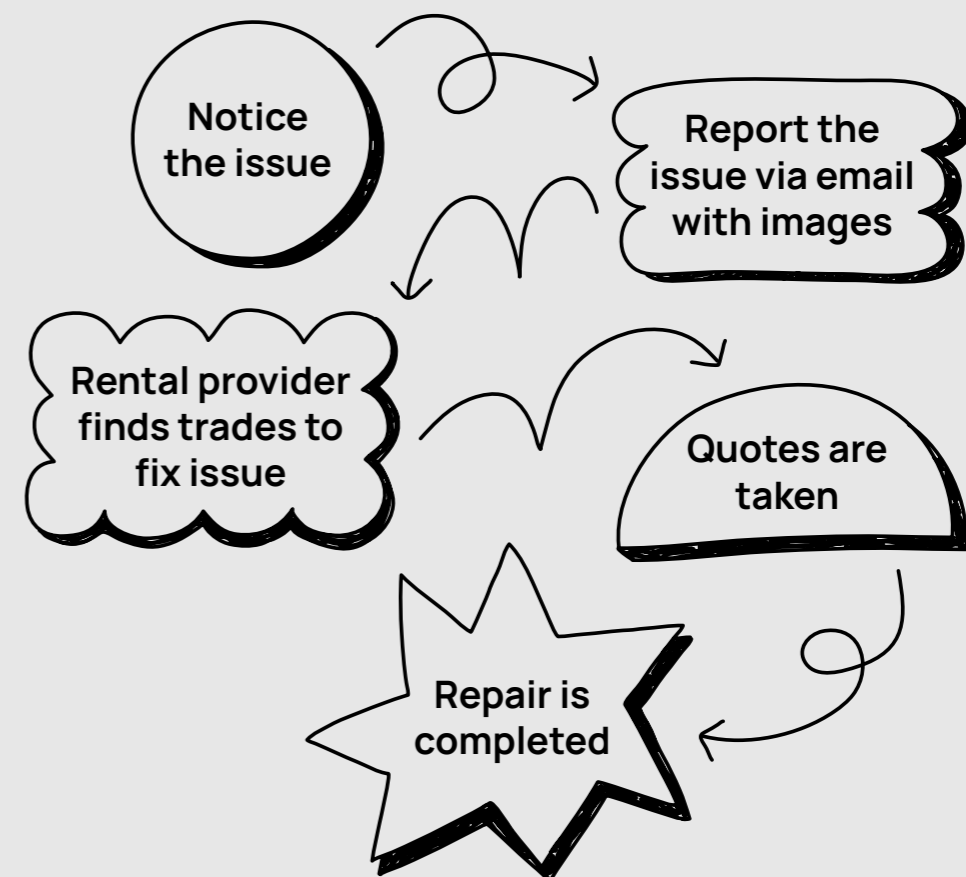 Notice
the issue
Report the
issue via email
with images
Rental provider
finds trades to
fix issue
Quotes are
taken
Repair is
completed